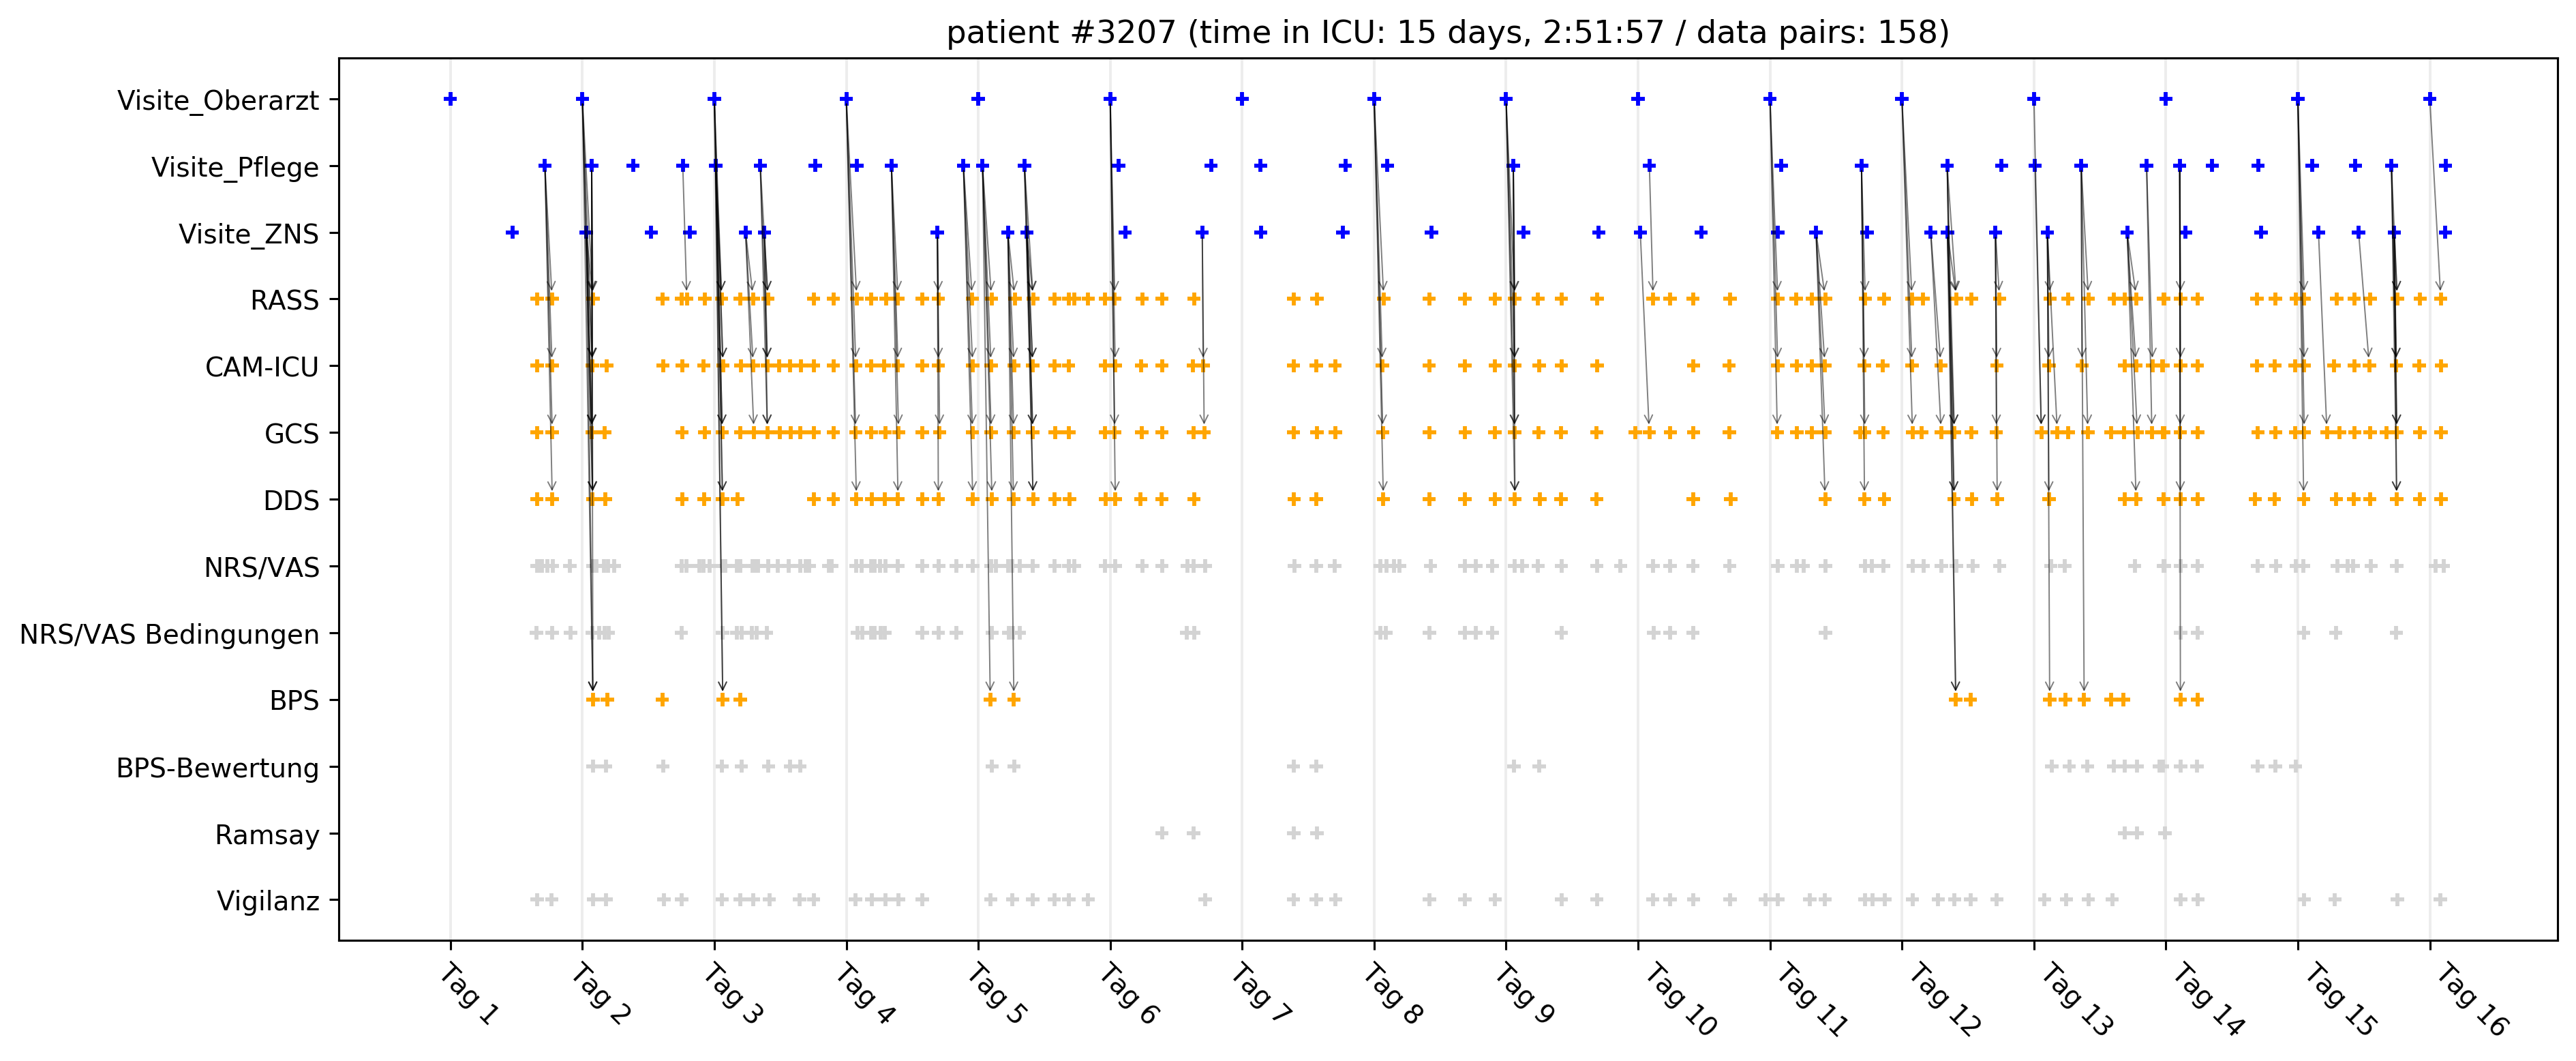 patient #3207 (time in ICU: 15 days, 2:51:57 / data pairs: 158)
Visite_Oberarzt
Visite_Pflege
Visite_ZNS
RASS
CAM-ICU
GCS
DDS
NRS/VAS
NRS/VAS Bedingungen
BPS
BPS-Bewertung
Ramsay
Vigilanz
Tag 1
Tag 2
Tag 3
Tag 4
Tag 5
Tag 6
Tag 7
Tag 8
Tag 9
Tag 10
Tag 11
Tag 12
Tag 13
Tag 14
Tag 15
Tag 16